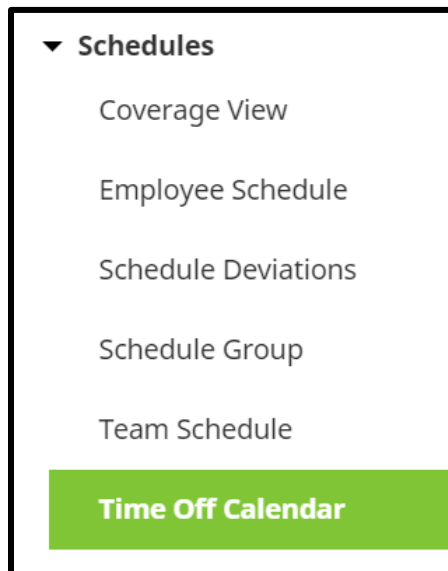 Schedules
Coverage View
Employee Schedule
Schedule Deviations
Schedule Group
Team Schedule
Time Off Calendar